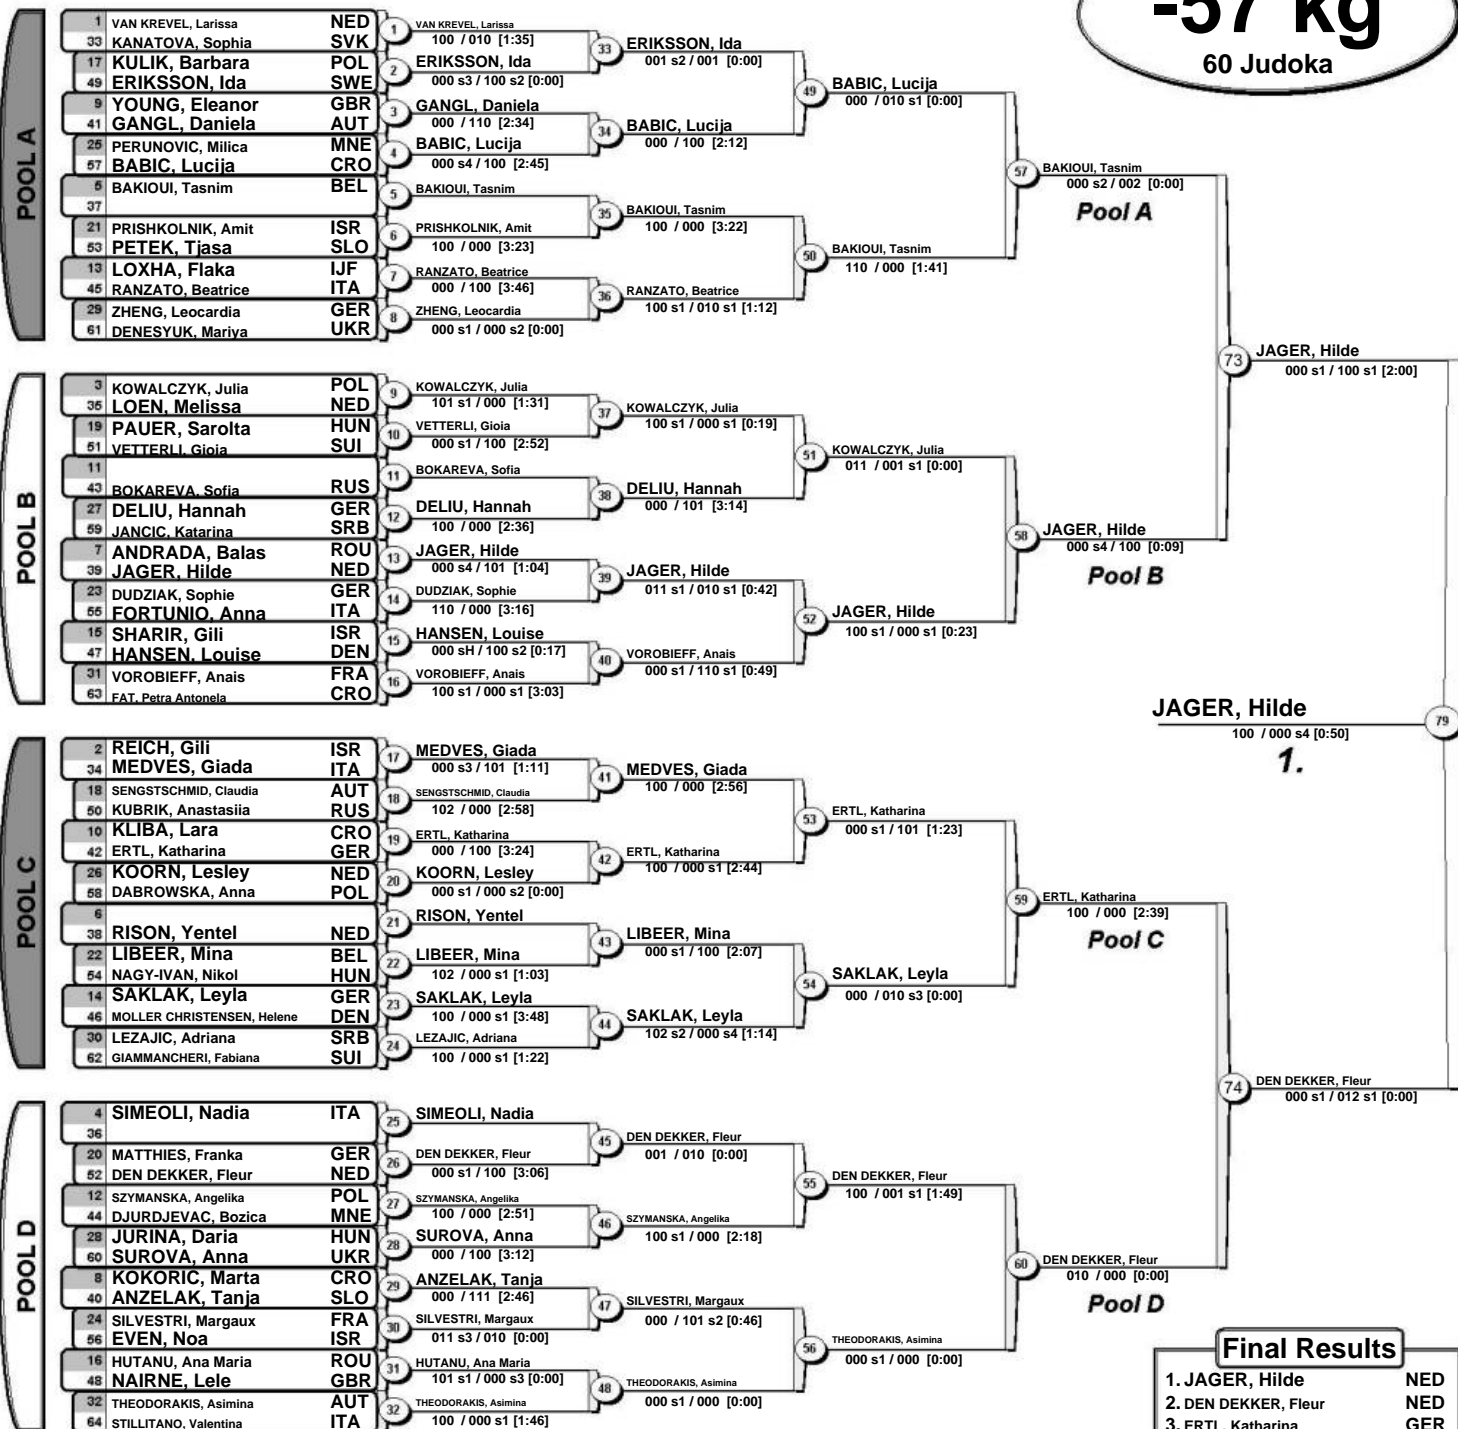 -57 kg
60 Judoka
POOL A
1 VAN KREVEL, Larissa NED
33 KANATOVA, Sophia SVK
17 KULIK, Barbara POL
49 ERIKSSON, Ida SWE
9 YOUNG, Eleanor GBR
41 GANGL, Daniela AUT
25 PERUNOVIC, Milica MNE
57 BABIC, Lucija CRO
5 BAKIOUI, Tasnim BEL
37
21 PRISHKOLNIK, Amit ISR
53 PETEK, Tjasa SLO
13 LOXHA, Flaka IJF
45 RANZATO, Beatrice ITA
29 ZHENG, Leocardia GER
61 DENESYUK, Mariya UKR
1 VAN KREVEL, Larissa
100 / 010 [1:35]
2 ERIKSSON, Ida
000 s3 / 100 s2 [0:00]
3 GANGL, Daniela
000 / 110 [2:34]
4 BABIC, Lucija
000 s4 / 100 [2:45]
5 BAKIOUI, Tasnim
6 PRISHKOLNIK, Amit
100 / 000 [3:23]
7 RANZATO, Beatrice
000 / 100 [3:46]
8 ZHENG, Leocardia
000 s1 / 000 s2 [0:00]
33 ERIKSSON, Ida
001 s2 / 001 [0:00]
34 BABIC, Lucija
000 / 100 [2:12]
35 BAKIOUI, Tasnim
100 / 000 [3:22]
36 RANZATO, Beatrice
100 s1 / 010 s1 [1:12]
49 BABIC, Lucija
000 / 010 s1 [0:00]
50 BAKIOUI, Tasnim
110 / 000 [1:41]
57 BAKIOUI, Tasnim
000 s2 / 002 [0:00]
Pool A
POOL B
3 KOWALCZYK, Julia POL
35 LOEN, Melissa NED
19 PAUER, Sarolta HUN
51 VETTERLI, Gioia SUI
11
43 BOKAREVA, Sofia RUS
27 DELIU, Hannah GER
59 JANCIC, Katarina SRB
7 ANDRADA, Balas ROU
39 JAGER, Hilde NED
23 DUDZIAK, Sophie GER
55 FORTUNIO, Anna ITA
15 SHARIR, Gili ISR
47 HANSEN, Louise DEN
31 VOROBIEFF, Anais FRA
63 FAT, Petra Antonela CRO
9 KOWALCZYK, Julia
101 s1 / 000 [1:31]
10 VETTERLI, Gioia
000 s1 / 100 [2:52]
11 BOKAREVA, Sofia
12 DELIU, Hannah
100 / 000 [2:36]
13 JAGER, Hilde
000 s4 / 101 [1:04]
14 DUDZIAK, Sophie
110 / 000 [3:16]
15 HANSEN, Louise
000 sH / 100 s2 [0:17]
16 VOROBIEFF, Anais
100 s1 / 000 s1 [3:03]
37 KOWALCZYK, Julia
100 s1 / 000 s1 [0:19]
38 DELIU, Hannah
000 / 101 [3:14]
39 JAGER, Hilde
011 s1 / 010 s1 [0:42]
40 VOROBIEFF, Anais
000 s1 / 110 s1 [0:49]
51 KOWALCZYK, Julia
011 / 001 s1 [0:00]
52 JAGER, Hilde
100 s1 / 000 s1 [0:23]
58 JAGER, Hilde
000 s4 / 100 [0:09]
Pool B
73 JAGER, Hilde
000 s1 / 100 s1 [2:00]
JAGER, Hilde 79
100 / 000 s4 [0:50]
1.
POOL C
2 REICH, Gili ISR
34 MEDVES, Giada ITA
18 SENGSTSCHMID, Claudia AUT
50 KUBRIK, Anastasiia RUS
10 KLIBA, Lara CRO
42 ERTL, Katharina GER
26 KOORN, Lesley NED
58 DABROWSKA, Anna POL
6
38 RISON, Yentel NED
22 LIBEER, Mina BEL
54 NAGY-IVAN, Nikol HUN
14 SAKLAK, Leyla GER
46 MOLLER CHRISTENSEN, Helene DEN
30 LEZAJIC, Adriana SRB
62 GIAMMANCHERI, Fabiana SUI
17 MEDVES, Giada
000 s3 / 101 [1:11]
18 SENGSTSCHMID, Claudia
102 / 000 [2:58]
19 ERTL, Katharina
000 / 100 [3:24]
20 KOORN, Lesley
000 s1 / 000 s2 [0:00]
21 RISON, Yentel
22 LIBEER, Mina
102 / 000 s1 [1:03]
23 SAKLAK, Leyla
100 / 000 s1 [3:48]
24 LEZAJIC, Adriana
100 / 000 s1 [1:22]
41 MEDVES, Giada
100 / 000 [2:56]
42 ERTL, Katharina
100 / 000 s1 [2:44]
43 LIBEER, Mina
000 s1 / 100 [2:07]
44 SAKLAK, Leyla
102 s2 / 000 s4 [1:14]
53 ERTL, Katharina
000 s1 / 101 [1:23]
54 SAKLAK, Leyla
000 / 010 s3 [0:00]
59 ERTL, Katharina
100 / 000 [2:39]
Pool C
74 DEN DEKKER, Fleur
000 s1 / 012 s1 [0:00]
POOL D
4 SIMEOLI, Nadia ITA
36
20 MATTHIES, Franka GER
52 DEN DEKKER, Fleur NED
12 SZYMANSKA, Angelika POL
44 DJURDJEVAC, Bozica MNE
28 JURINA, Daria HUN
60 SUROVA, Anna UKR
8 KOKORIC, Marta CRO
40 ANZELAK, Tanja SLO
24 SILVESTRI, Margaux FRA
56 EVEN, Noa ISR
16 HUTANU, Ana Maria ROU
48 NAIRNE, Lele GBR
32 THEODORAKIS, Asimina AUT
64 STILLITANO, Valentina ITA
25 SIMEOLI, Nadia
26 DEN DEKKER, Fleur
000 s1 / 100 [3:06]
27 SZYMANSKA, Angelika
100 / 000 [2:51]
28 SUROVA, Anna
000 / 100 [3:12]
29 ANZELAK, Tanja
000 / 111 [2:46]
30 SILVESTRI, Margaux
011 s3 / 010 [0:00]
31 HUTANU, Ana Maria
101 s1 / 000 s3 [0:00]
32 THEODORAKIS, Asimina
100 / 000 s1 [1:46]
45 DEN DEKKER, Fleur
001 / 010 [0:00]
46 SZYMANSKA, Angelika
100 s1 / 000 [2:18]
47 SILVESTRI, Margaux
000 / 101 s2 [0:46]
48 THEODORAKIS, Asimina
000 s1 / 000 [0:00]
55 DEN DEKKER, Fleur
100 / 001 s1 [1:49]
56 THEODORAKIS, Asimina
000 s1 / 000 [0:00]
60 DEN DEKKER, Fleur
010 / 000 [0:00]
Pool D
Final Results
1. JAGER, Hilde NED
2. DEN DEKKER, Fleur NED
3. ERTL, Katharina GER